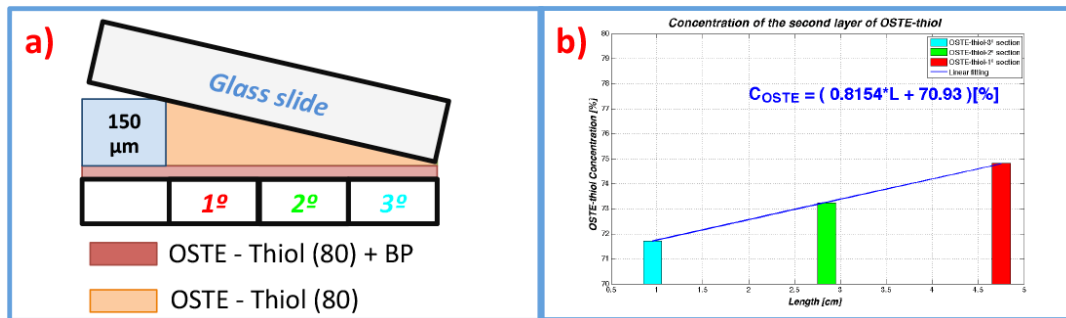 a)
Glass slide
150
µm
1º 2º 3º
OSTE - Thiol (80) + BP
OSTE - Thiol (80)
b)
Concentration of the second layer of OSTE-thiol
OSTE-thiol-3º section
OSTE-thiol-2º section
OSTE-thiol-1º section
Linear fitting
C_OSTE = ( 0.8154*L + 70.93 )[%]
OSTE-thiol Concentration [%]
80
79
78
77
76
75
74
73
72
71
70
0.5 1 1.5 2 2.5 3 3.5 4 4.5 5
Length [cm]